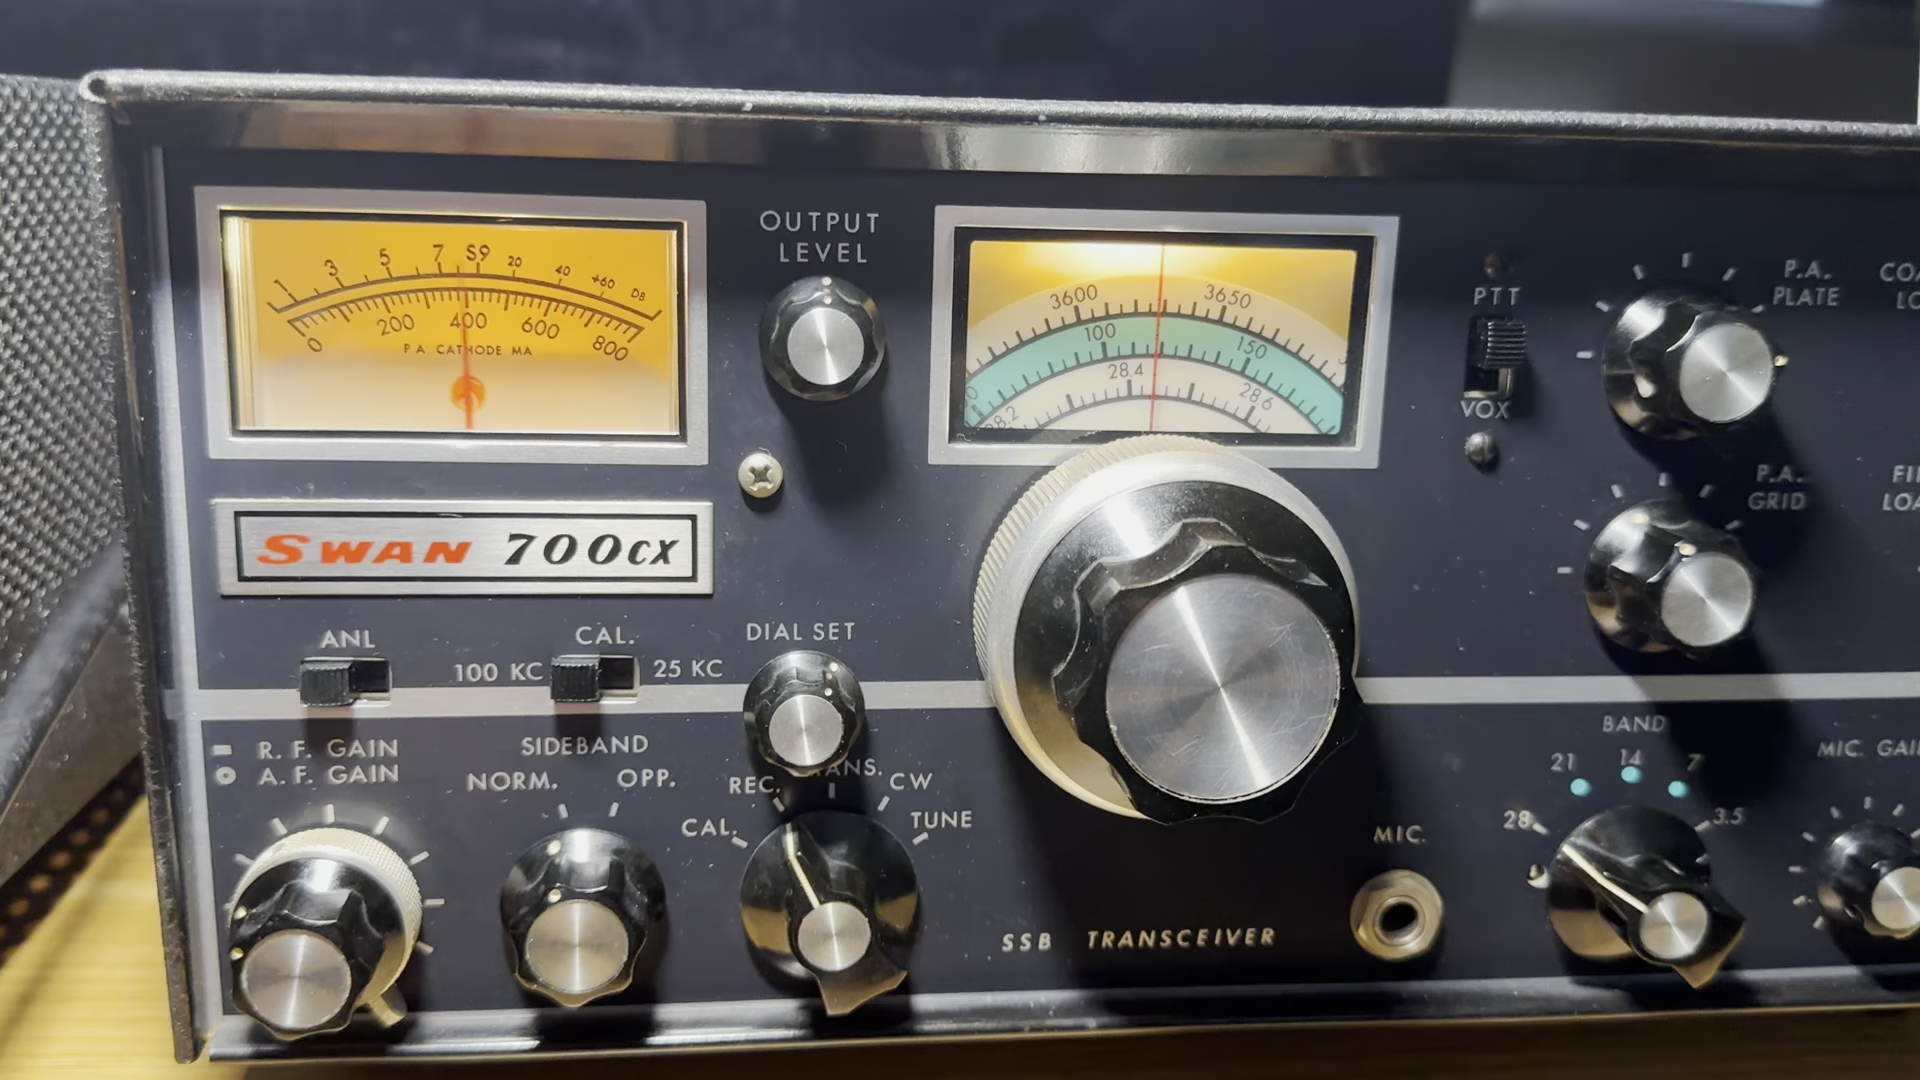 1 3 5 7 S9 20 40 +60 DB
0 200 400 600 800
P A CATHODE MA
OUTPUT
LEVEL
3600 3650
100 150
28.4 28.6
PTT
VOX
P.A.
PLATE
P.A.
GRID
SWAN 700CX
ANL
CAL.
100 KC 25 KC
DIAL SET
R. F. GAIN
A. F. GAIN
SIDEBAND
NORM. OPP.
CAL. REC. CW TUNE
BAND
28 21 14 7 3.5
MIC.
MIC.
SSB TRANSCEIVER